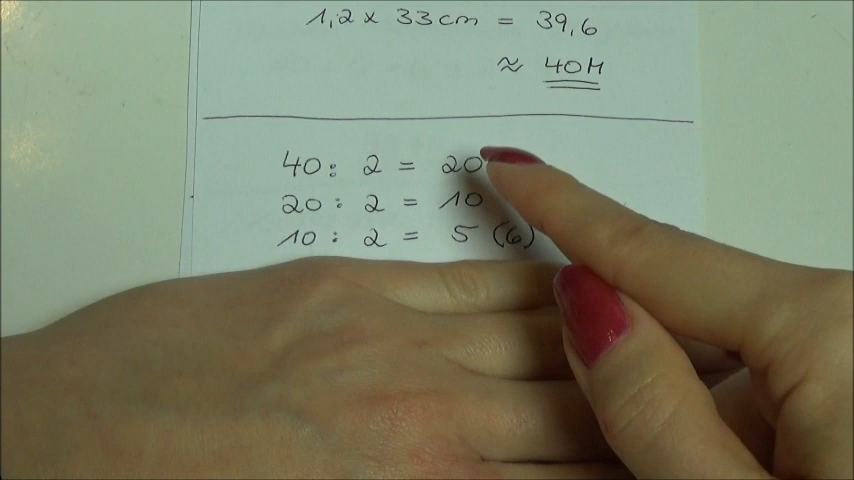 1,2 x 33cm = 39,6
≈ 40M
40 : 2 = 20
20 : 2 = 10
10 : 2 = 5 (6)